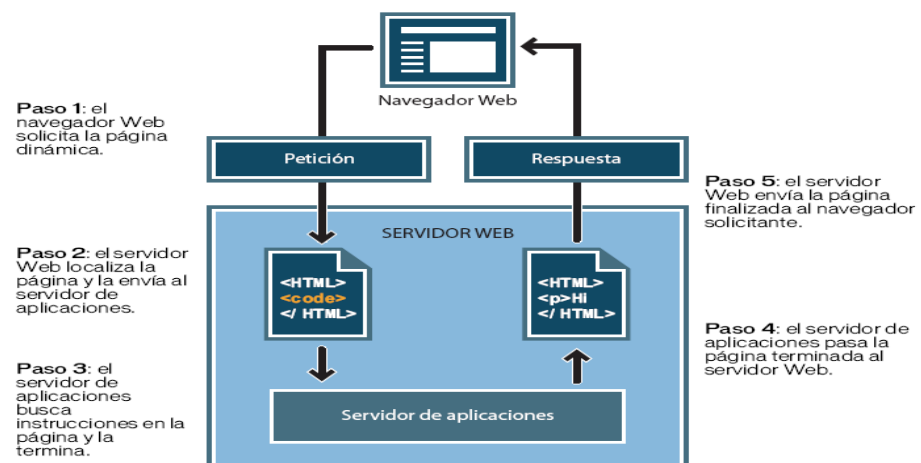 Navegador Web
Paso 1: el
navegador Web
solicita la página
dinámica.
Petición
Respuesta
Paso 5: el servidor
Web envía la página
finalizada al navegador
solicitante.
SERVIDOR WEB
Paso 2: el servidor
Web localiza la
página y la envía al
servidor de
aplicaciones.
<HTML>
<code>
</ HTML>
<HTML>
<p>Hi
</ HTML>
Paso 4: el servidor de
aplicaciones pasa la
página terminada al
servidor Web.
Paso 3: el
servidor de
aplicaciones
busca
instrucciones en la
página y la
termina.
Servidor de aplicaciones